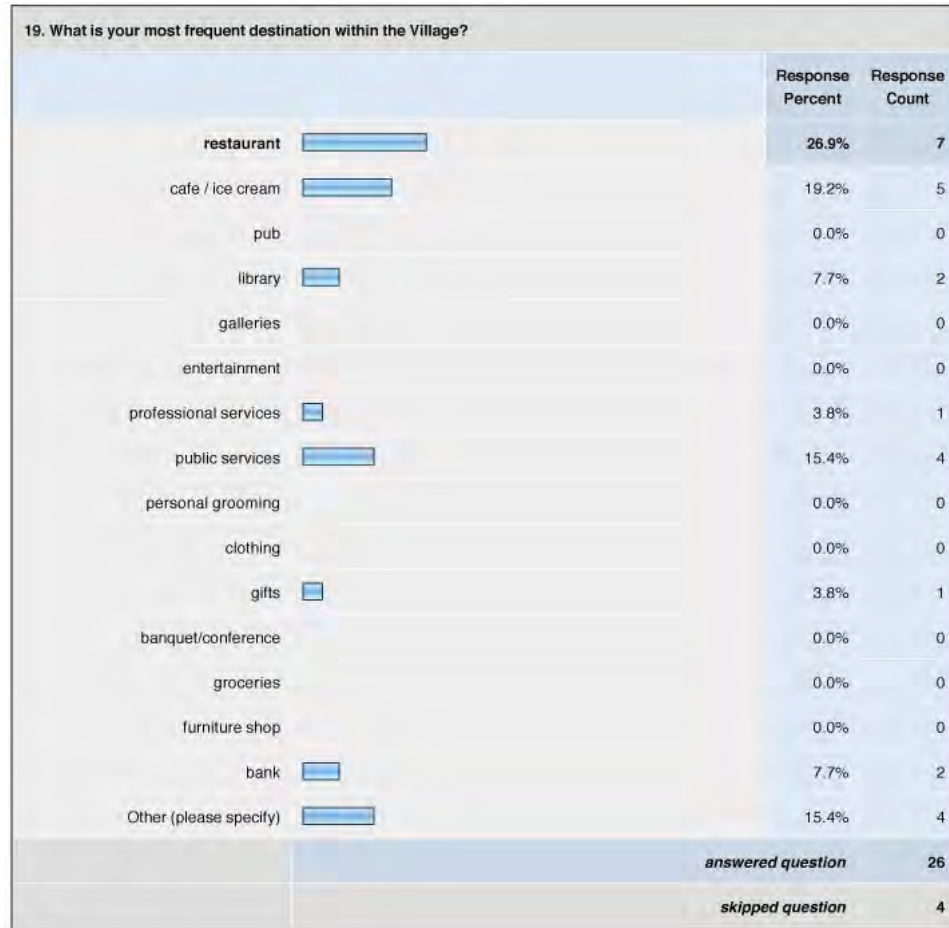 19. What is your most frequent destination within the Village?
Response Percent Response Count
restaurant 26.9% 7
cafe / ice cream 19.2% 5
pub 0.0% 0
library 7.7% 2
galleries 0.0% 0
entertainment 0.0% 0
professional services 3.8% 1
public services 15.4% 4
personal grooming 0.0% 0
clothing 0.0% 0
gifts 3.8% 1
banquet/conference 0.0% 0
groceries 0.0% 0
furniture shop 0.0% 0
bank 7.7% 2
Other (please specify) 15.4% 4
answered question 26
skipped question 4